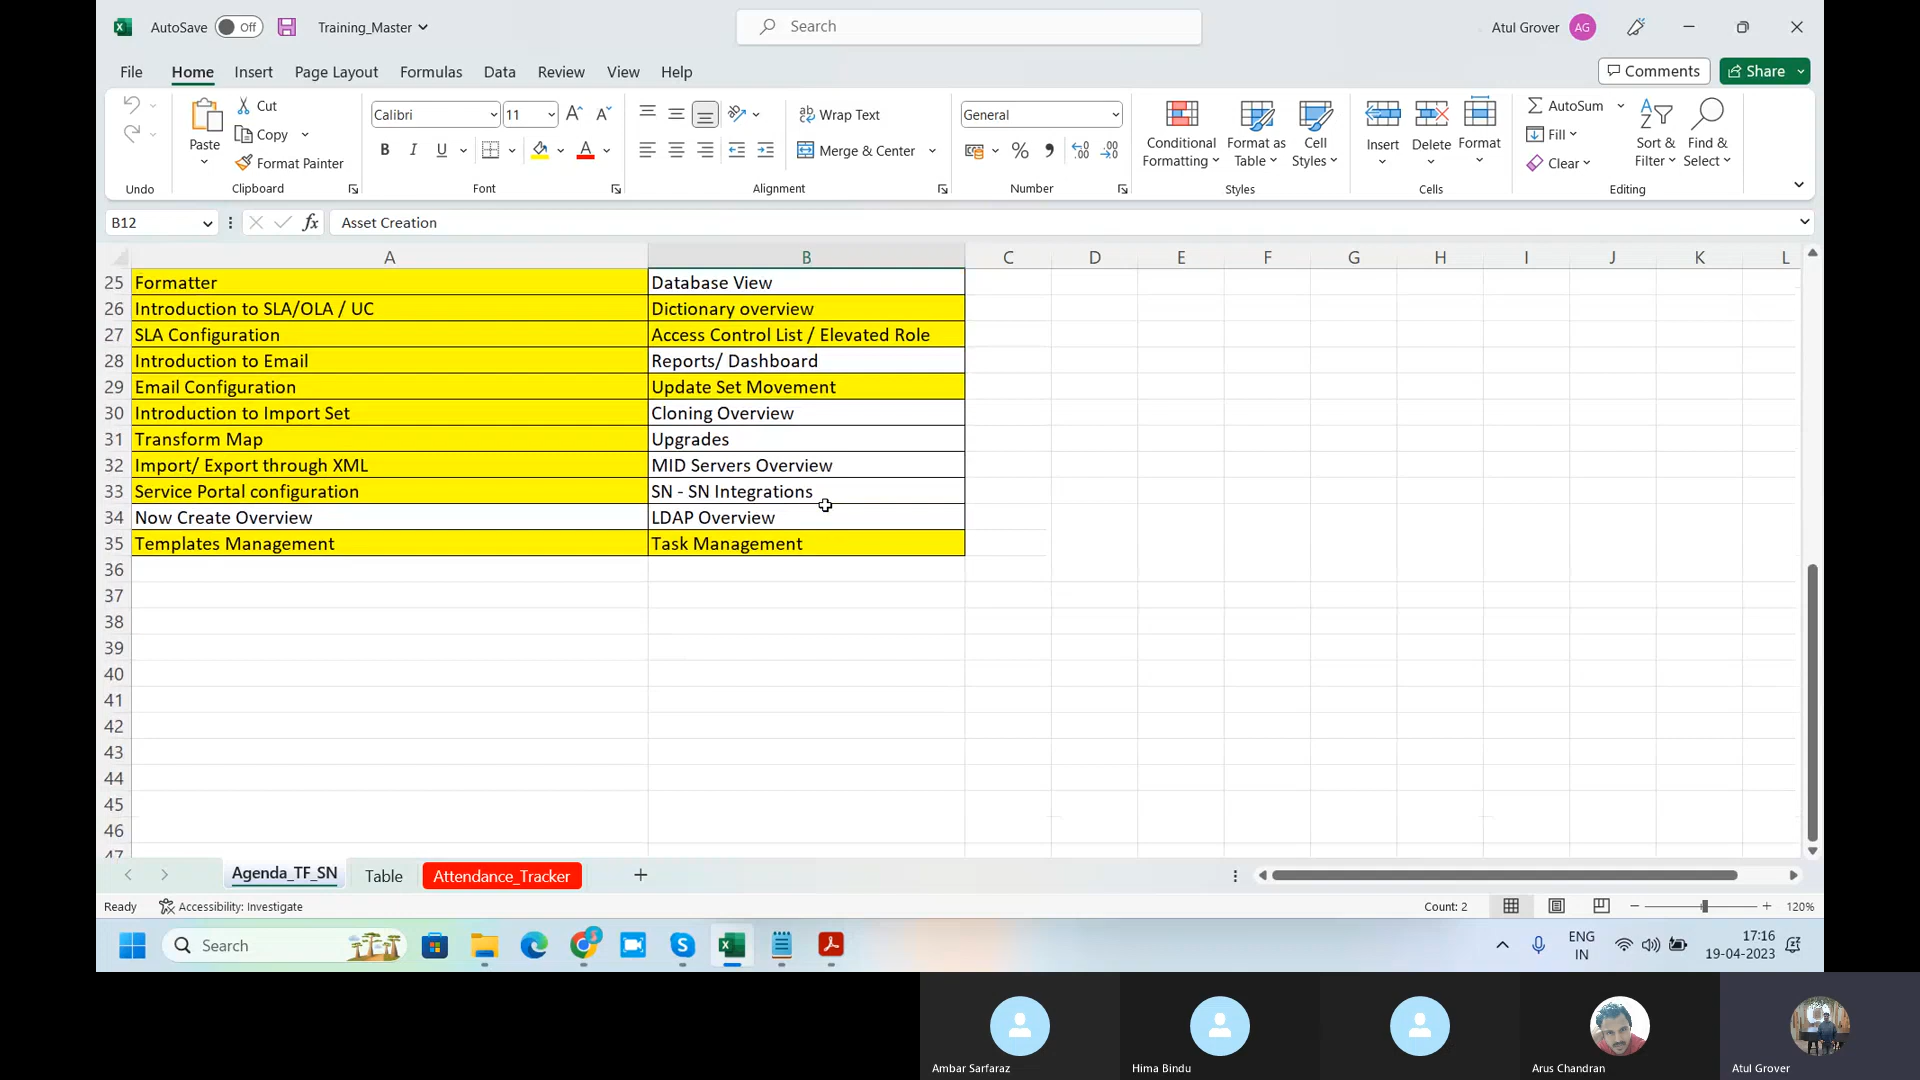 AutoSave Off Training_Master Search Atul Grover AG
File Home Insert Page Layout Formulas Data Review View Help Comments Share
Paste Cut Copy Format Painter
Calibri 11
B I U A
Wrap Text
Merge & Center
General
Conditional Formatting Format as Table Cell Styles
Insert Delete Format
AutoSum Fill Clear
Sort & Filter Find & Select
Undo Clipboard Font Alignment Number Styles Cells Editing
B12 fx Asset Creation
A B C D E F G H I J K L
25 Formatter Database View
26 Introduction to SLA/OLA / UC Dictionary overview
27 SLA Configuration Access Control List / Elevated Role
28 Introduction to Email Reports/ Dashboard
29 Email Configuration Update Set Movement
30 Introduction to Import Set Cloning Overview
31 Transform Map Upgrades
32 Import/ Export through XML MID Servers Overview
33 Service Portal configuration SN - SN Integrations
34 Now Create Overview LDAP Overview
35 Templates Management Task Management
36
37
38
39
40
41
42
43
44
45
46
47
Agenda_TF_SN Table Attendance_Tracker
Ready Accessibility: Investigate Count: 2 120%
Search ENG IN 17:16 19-04-2023
Ambar Sarfaraz Hima Bindu Arus Chandran Atul Grover